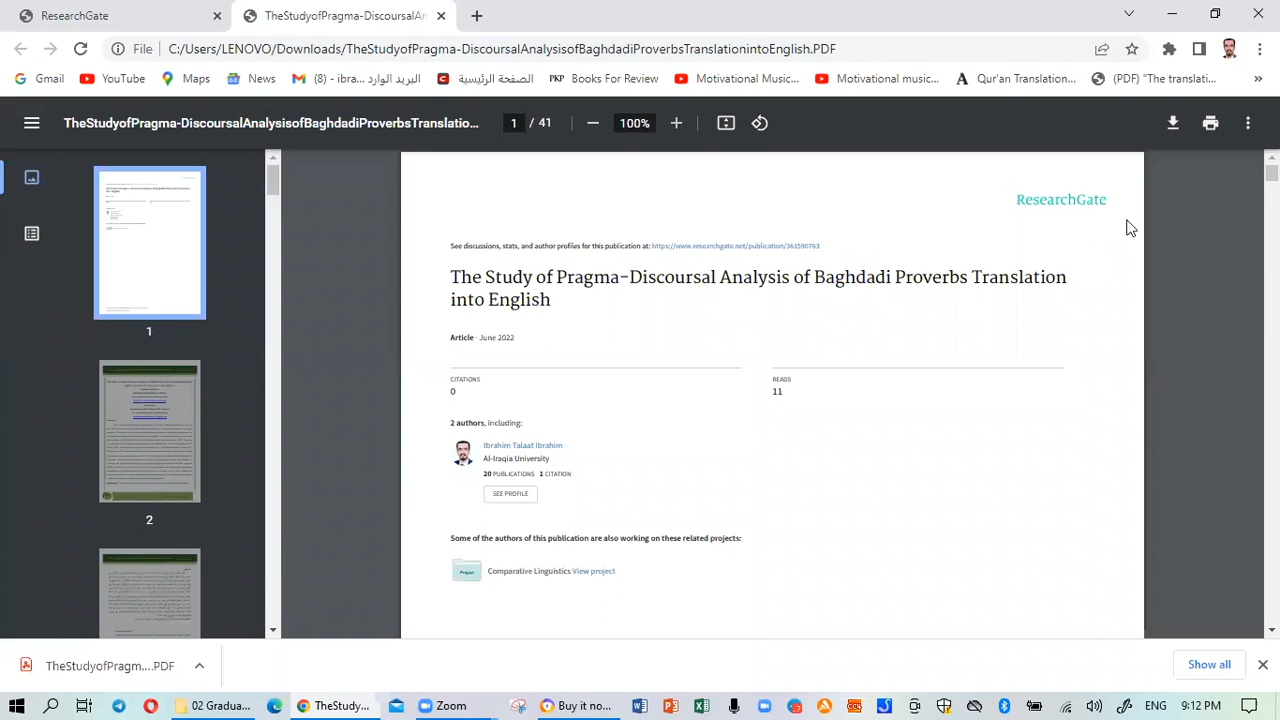 ResearchGate
TheStudyofPragma-DiscoursalAna
File
C:/Users/LENOVO/Downloads/TheStudyofPragma-DiscoursalAnalysisofBaghdadiProverbsTranslationintoEnglish.PDF
Gmail
YouTube
Maps
News
(8) - ibra... البريد الوارد
الصفحة الرئيسية
PKP Books For Review
Motivational Music...
Motivational music...
Qur'an Translation...
(PDF) "The translati...
»
TheStudyofPragma-DiscoursalAnalysisofBaghdadiProverbsTranslatio...
1 / 41
100%
1
2
ResearchGate
See discussions, stats, and author profiles for this publication at: https://www.researchgate.net/publication/361590763
The Study of Pragma-Discoursal Analysis of Baghdadi Proverbs Translation
into English
Article · June 2022
CITATIONS
0
READS
11
2 authors, including:
Ibrahim Talaat Ibrahim
Al-Iraqia University
20 PUBLICATIONS 1 CITATION
SEE PROFILE
Some of the authors of this publication are also working on these related projects:
Project
Comparative Linguistics View project
TheStudyofPragm....PDF
Show all
02 Gradua...
TheStudy...
Zoom
Buy it no...
9:12 PM